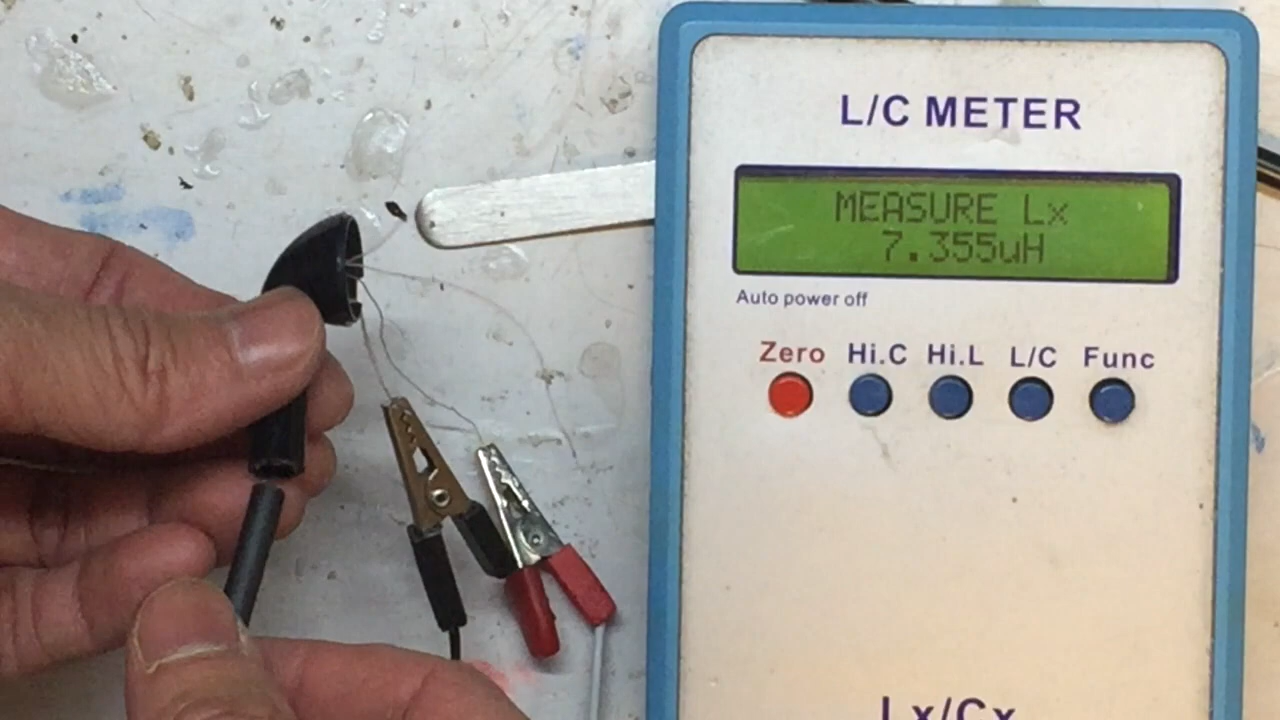 L/C METER
MEASURE Lx
7.355uH
Auto power off
Zero Hi.C Hi.L L/C Func
Lx/Cx